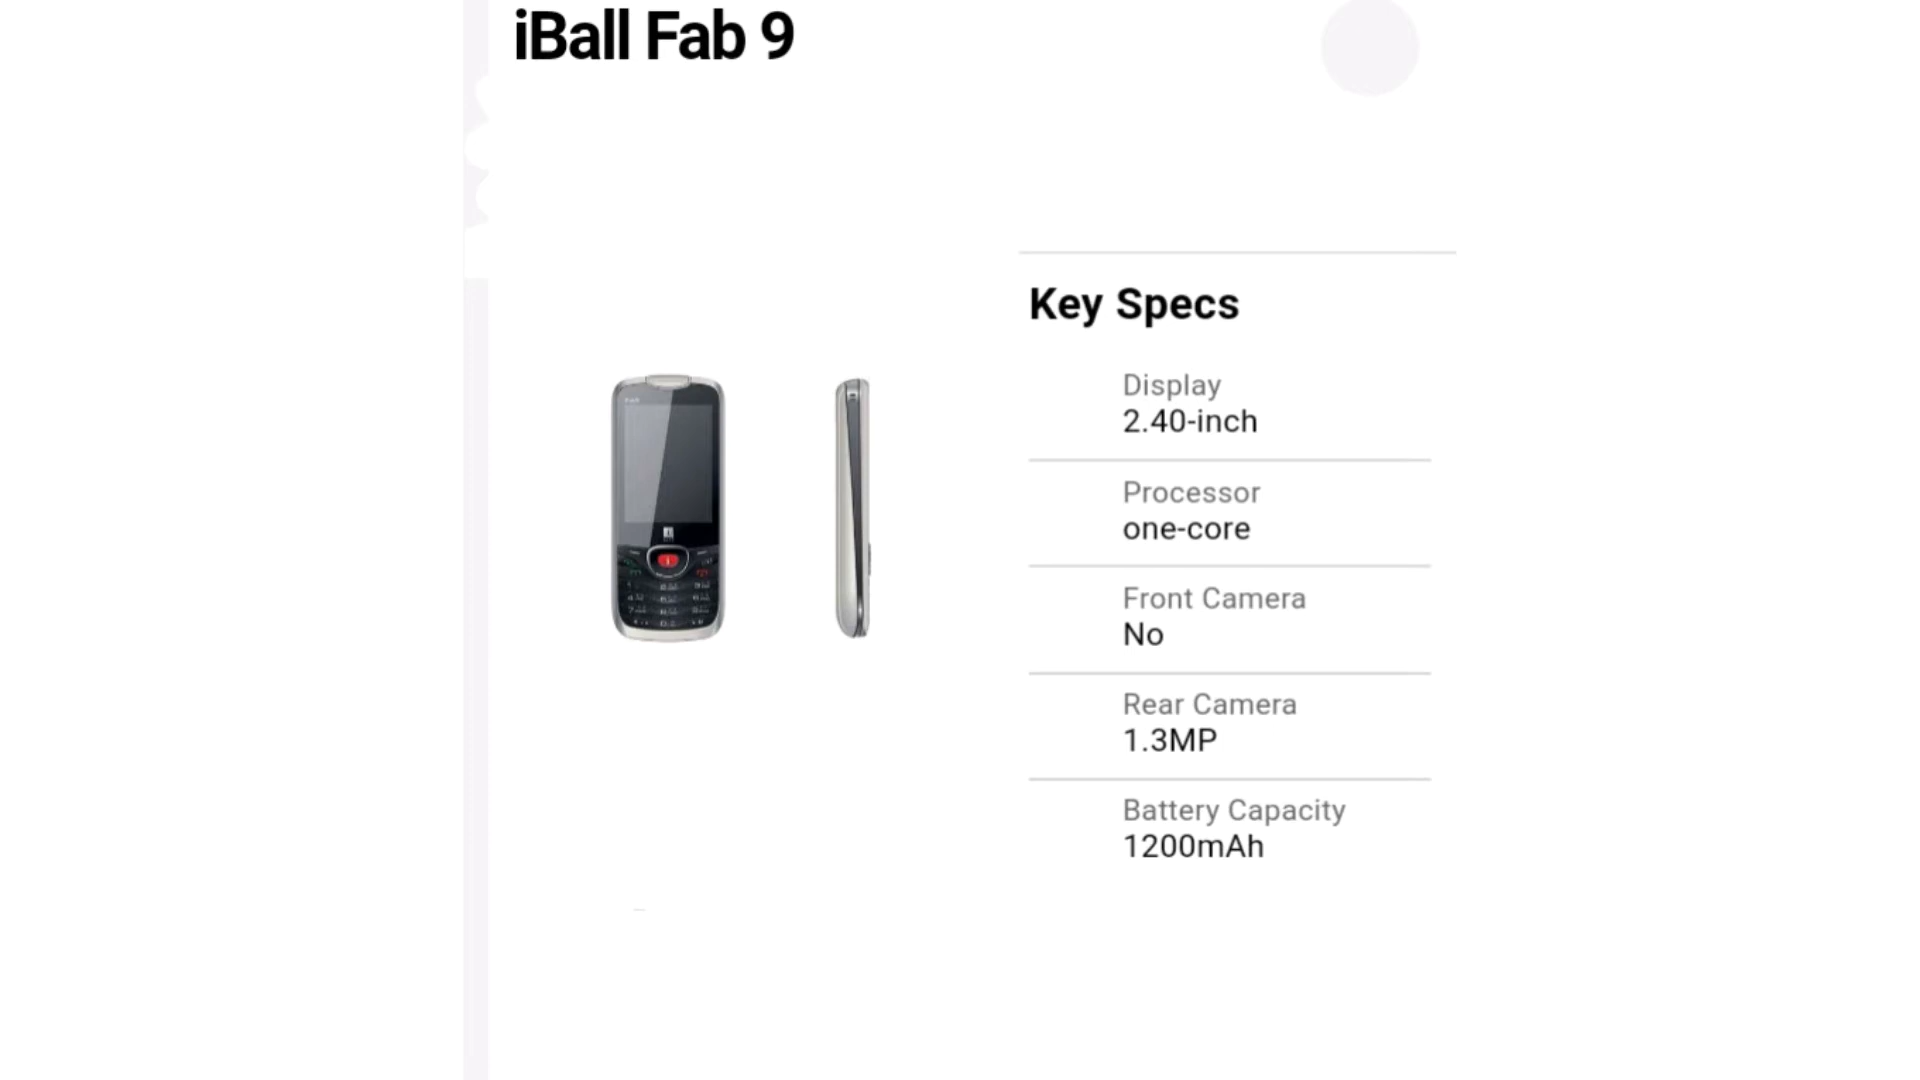 iBall Fab 9
Key Specs
Display
2.40-inch
Processor
one-core
Front Camera
No
Rear Camera
1.3MP
Battery Capacity
1200mAh